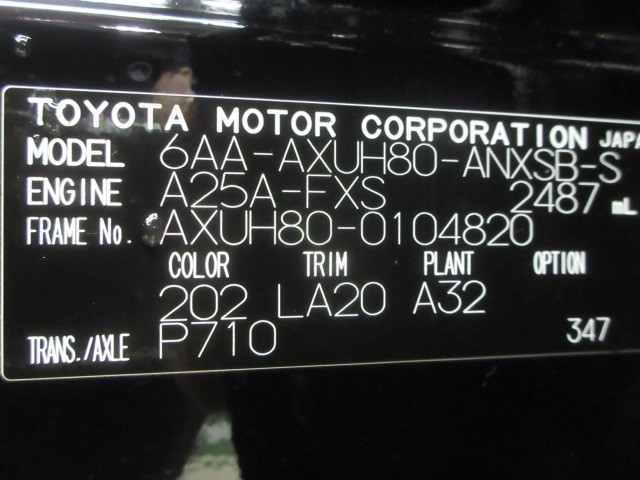 TOYOTA MOTOR CORPORATION JAPA
MODEL 6AA-AXUH80-ANXSB-S
ENGINE A25A-FXS 2487 mL
FRAME No. AXUH80-0104820
COLOR TRIM PLANT OPTION
202 LA20 A32
TRANS./AXLE P710 347